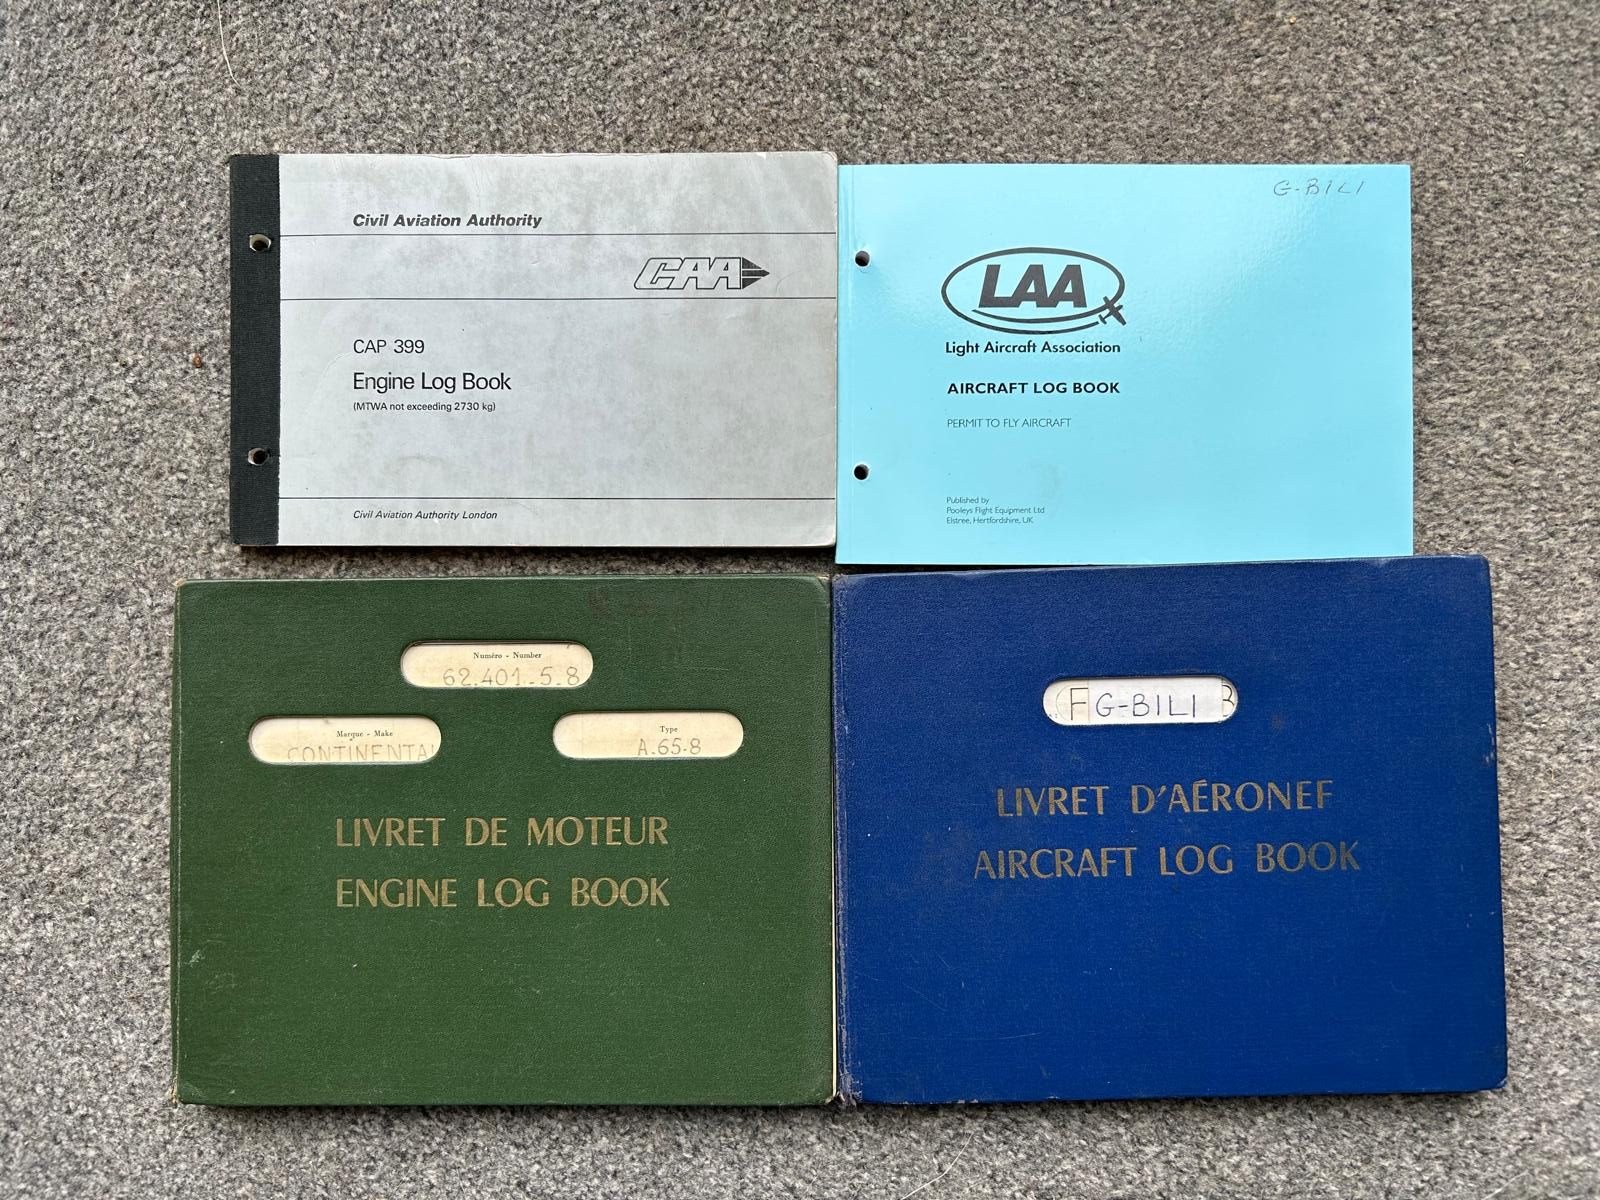 Civil Aviation Authority
CAA
CAP 399
Engine Log Book
(MTWA not exceeding 2730 kg)
Civil Aviation Authority London
G-BILI
LAA
Light Aircraft Association
AIRCRAFT LOG BOOK
PERMIT TO FLY AIRCRAFT
Published by
Pooleys Flight Equipment Ltd
Elstree, Hertfordshire, UK
Numéro - Number
62.401.5.8
Marque - Make
CONTINENTAL
Type
A.65-8
LIVRET DE MOTEUR
ENGINE LOG BOOK
F G-BILI
LIVRET D'AÉRONEF
AIRCRAFT LOG BOOK